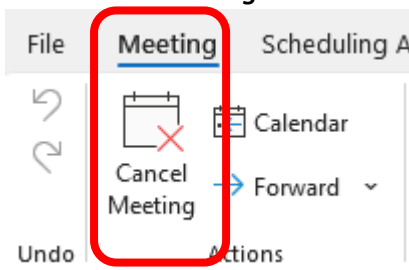 File Meeting Scheduling A
Calendar
Cancel Meeting
Forward
Undo Actions